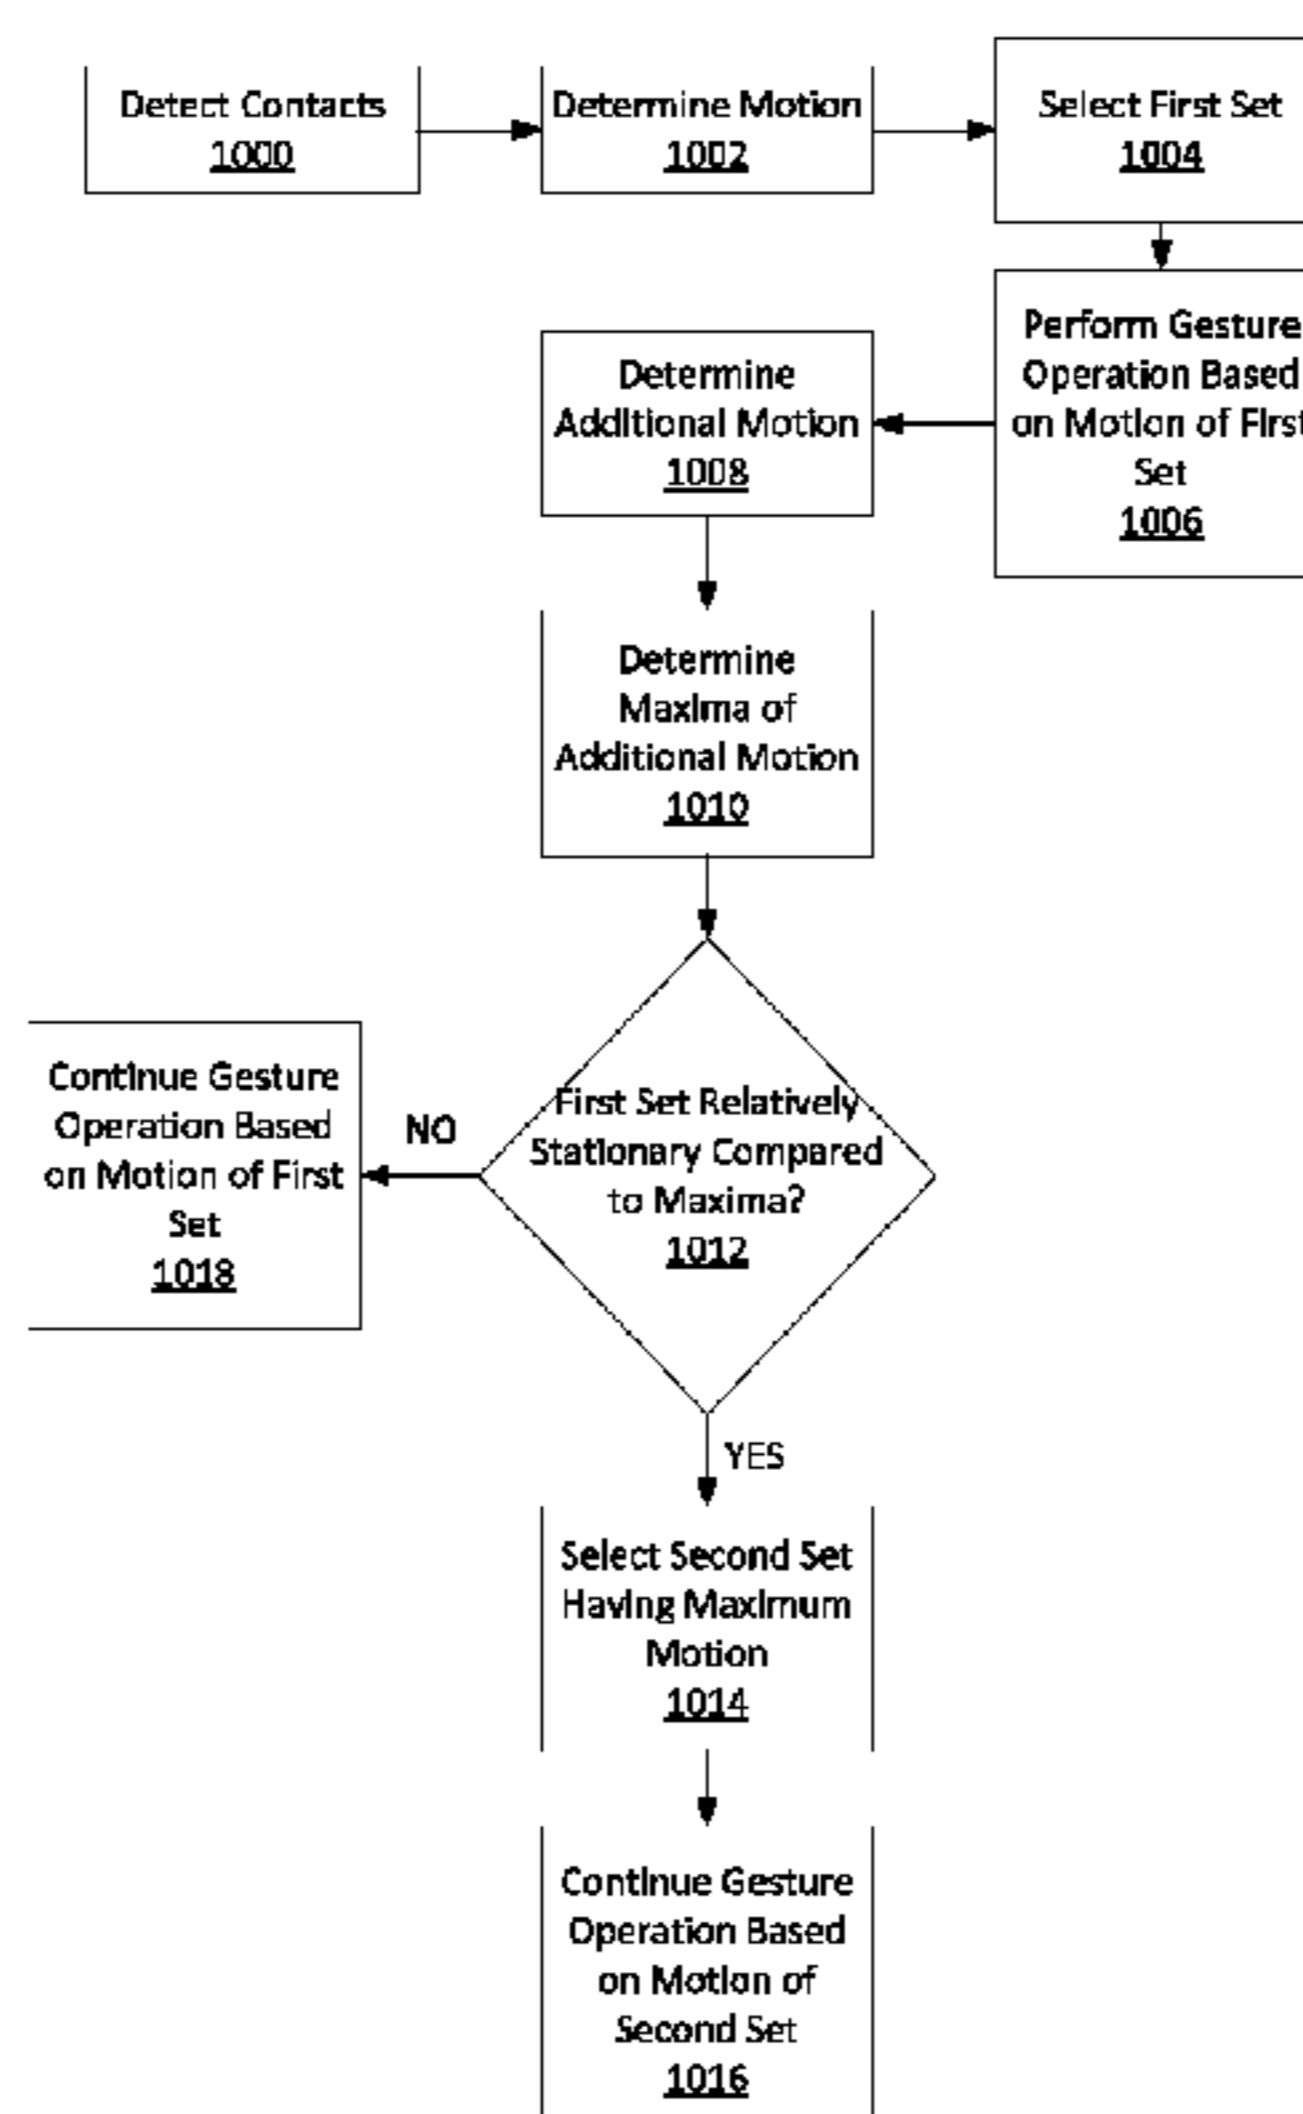 Detect Contacts
1000
Determine Motion
1002
Select First Set
1004
Perform Gesture
Operation Based
on Motion of First
Set
1006
Determine
Additional Motion
1008
Determine
Maxima of
Additional Motion
1010
First Set Relatively
Stationary Compared
to Maxima?
1012
NO
Continue Gesture
Operation Based
on Motion of First
Set
1018
YES
Select Second Set
Having Maximum
Motion
1014
Continue Gesture
Operation Based
on Motion of
Second Set
1016